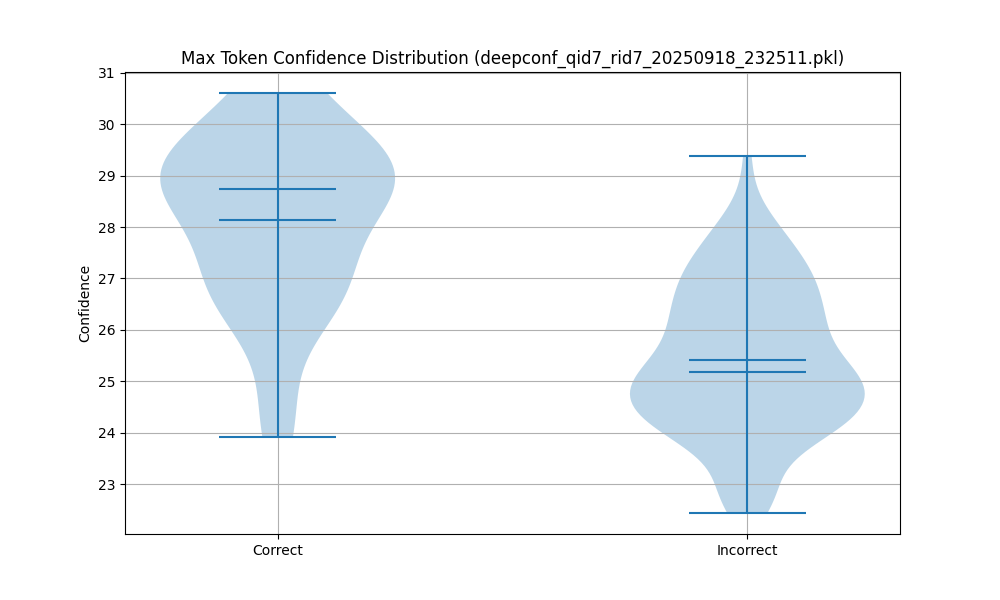 Max Token Confidence Distribution (deepconf_qid7_rid7_20250918_232511.pkl)
31
30
29
28
27
26
25
24
23
Confidence
Correct
Incorrect